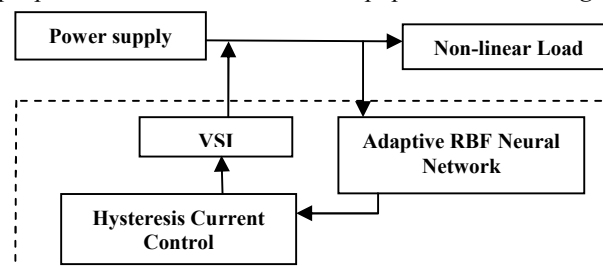 Power supply
Non-linear Load
VSI
Adaptive RBF Neural
Network
Hysteresis Current
Control